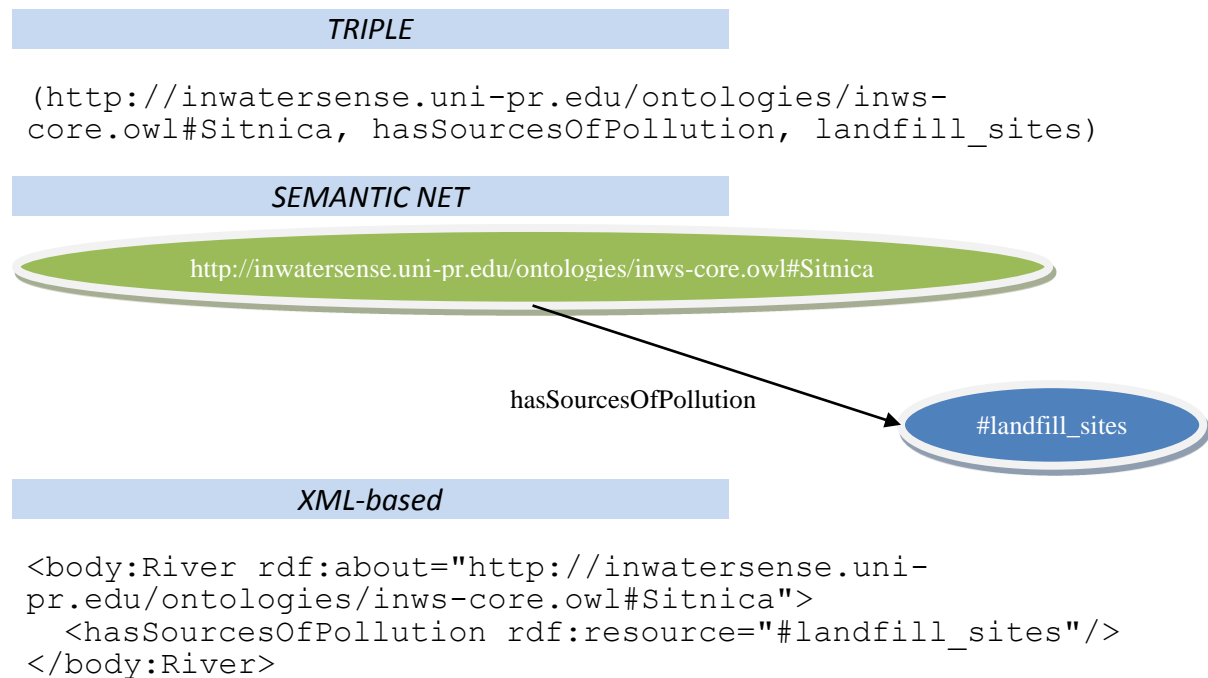 TRIPLE
(http://inwatersense.uni-pr.edu/ontologies/inws-
core.owl#Sitnica, hasSourcesOfPollution, landfill_sites)
SEMANTIC NET
http://inwatersense.uni-pr.edu/ontologies/inws-core.owl#Sitnica
hasSourcesOfPollution
#landfill_sites
XML-based
<body:River rdf:about="http://inwatersense.uni-
pr.edu/ontologies/inws-core.owl#Sitnica">
  <hasSourcesOfPollution rdf:resource="#landfill_sites"/>
</body:River>